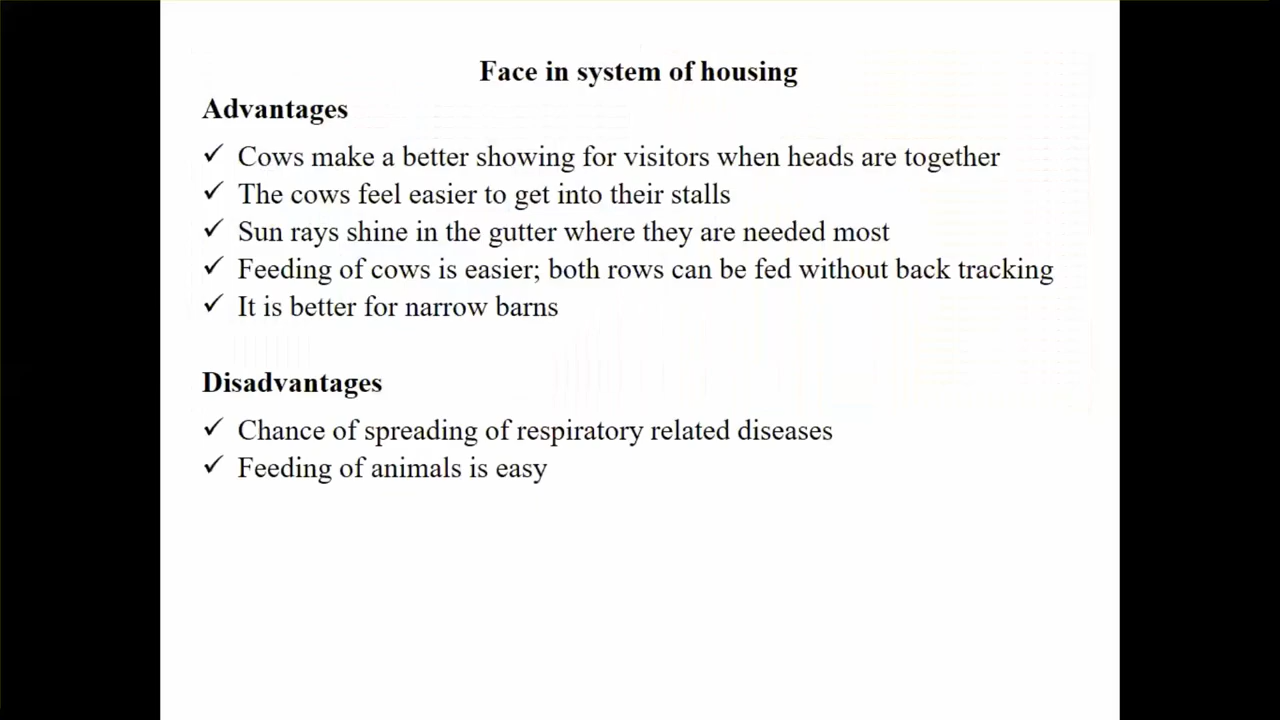 Face in system of housing
Advantages
✓ Cows make a better showing for visitors when heads are together
✓ The cows feel easier to get into their stalls
✓ Sun rays shine in the gutter where they are needed most
✓ Feeding of cows is easier; both rows can be fed without back tracking
✓ It is better for narrow barns
Disadvantages
✓ Chance of spreading of respiratory related diseases
✓ Feeding of animals is easy